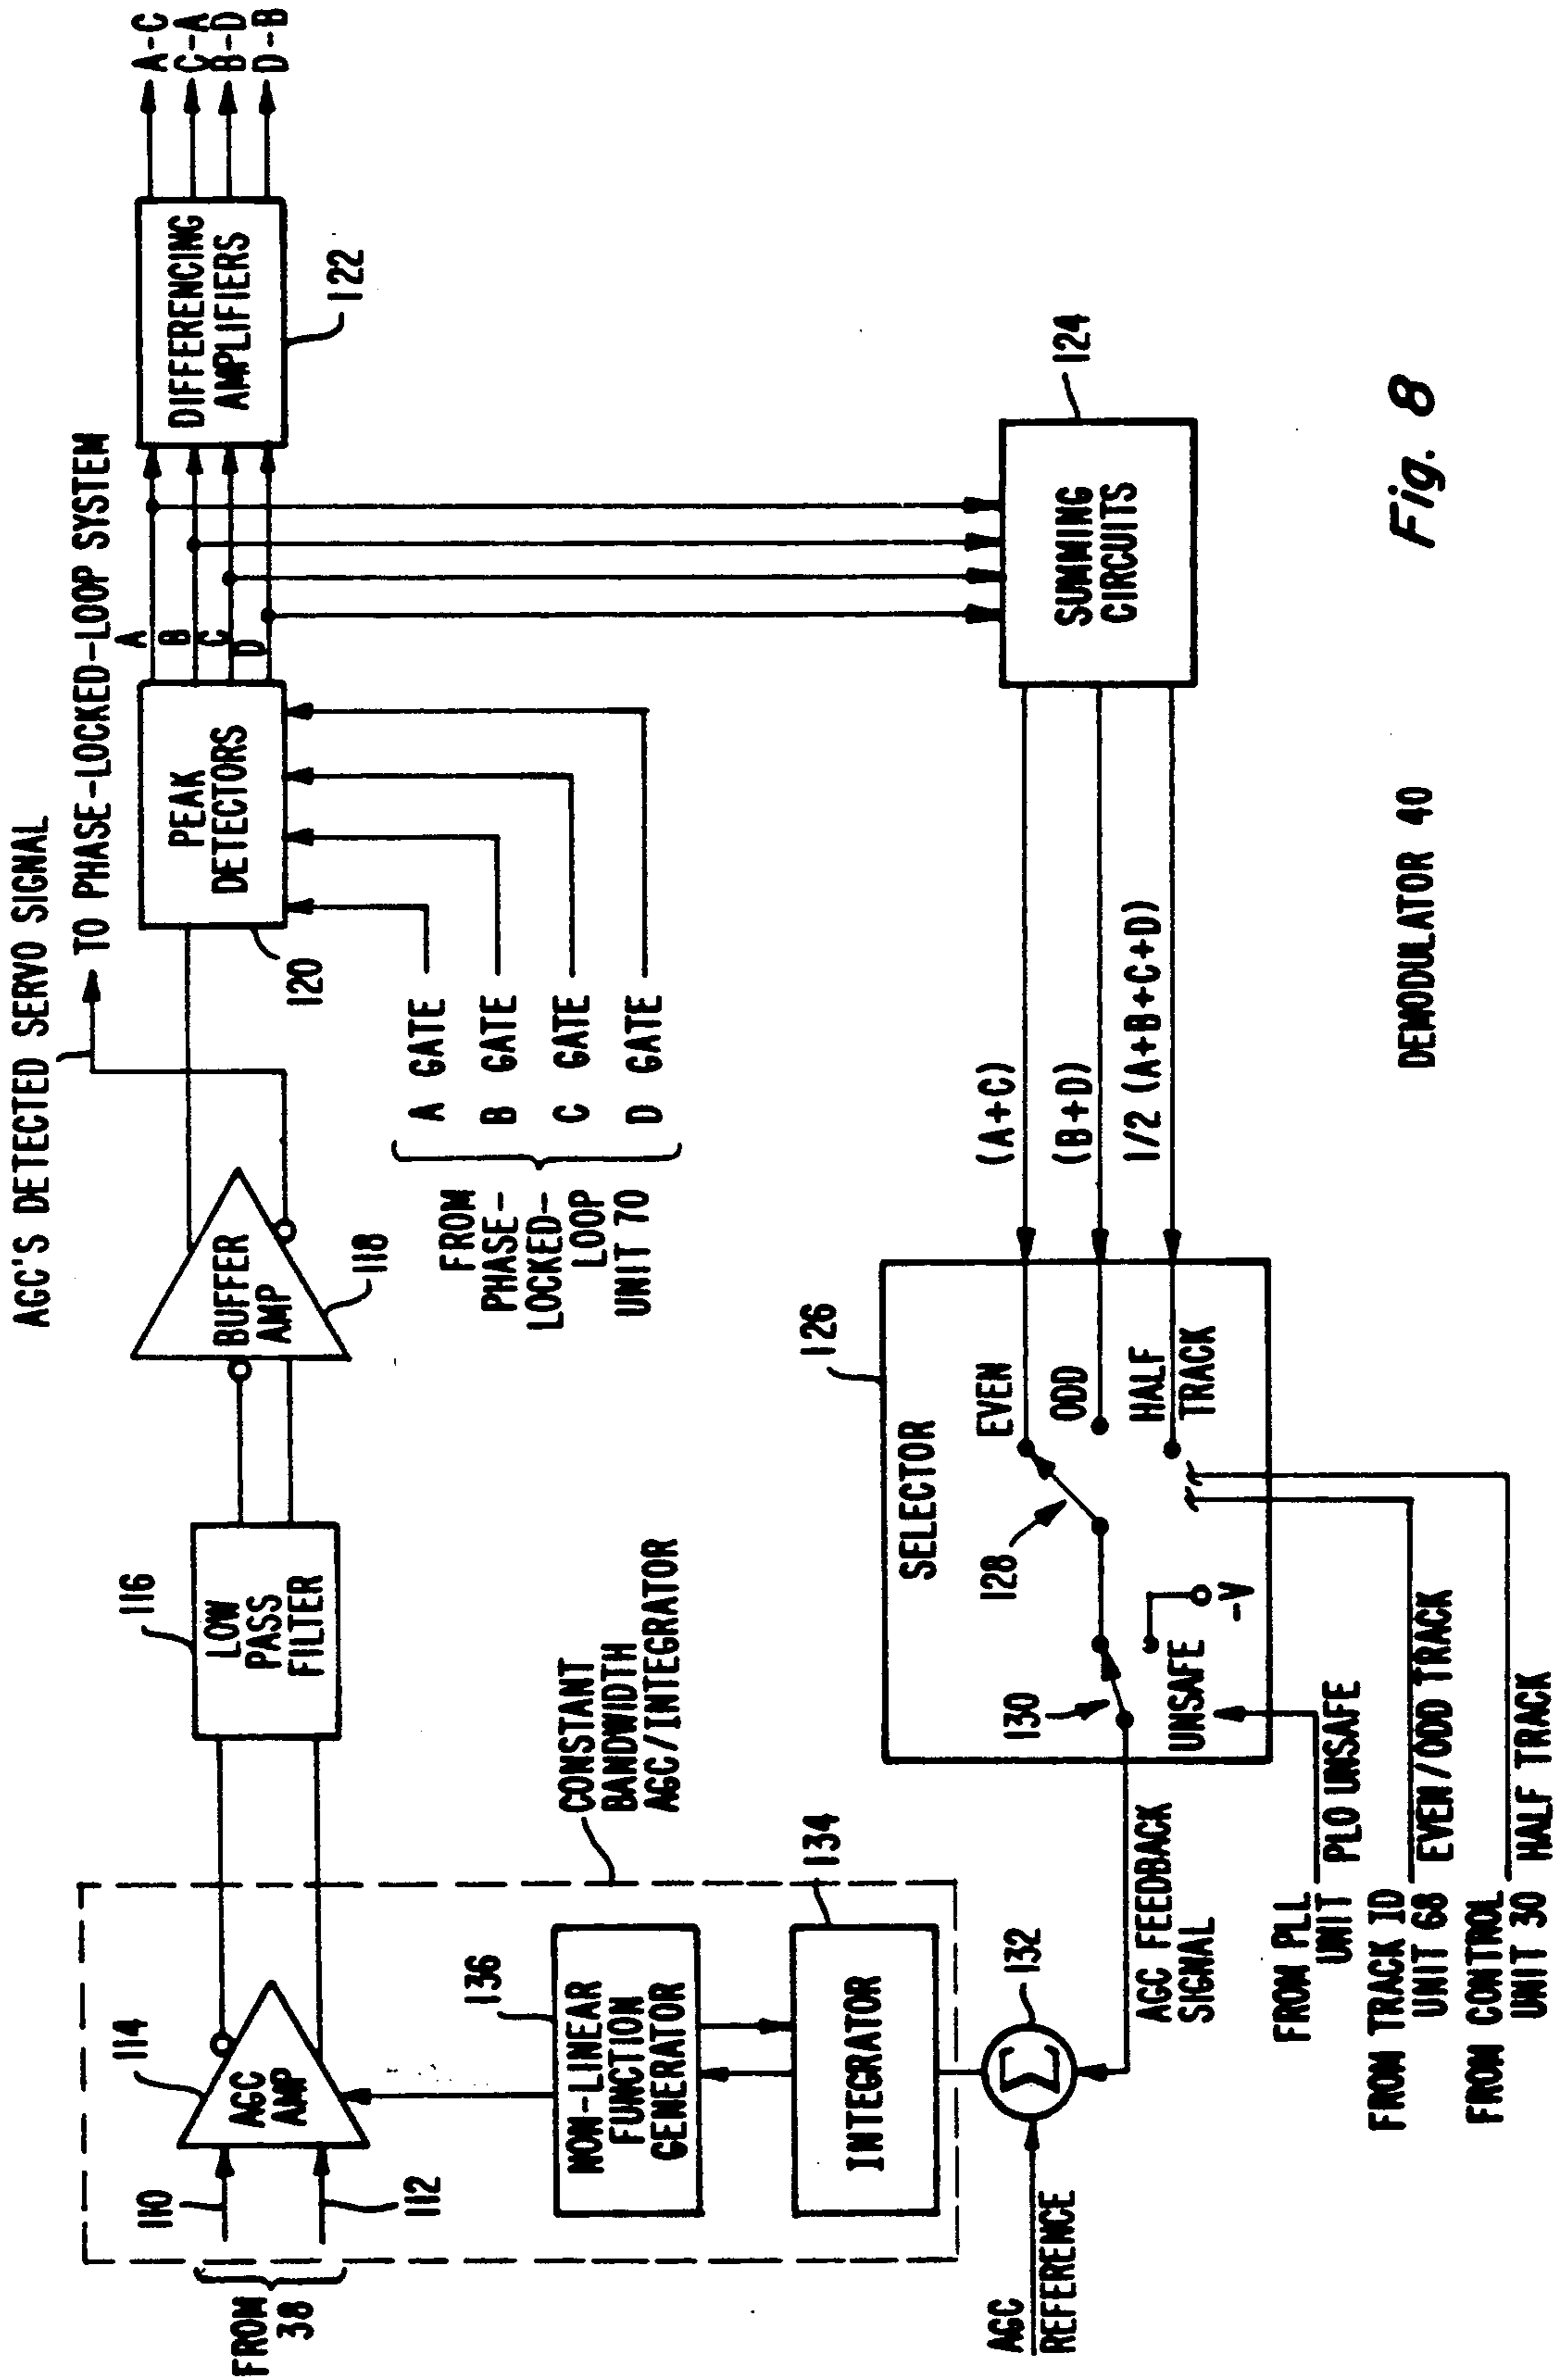 AGC'S DETECTED SERVO SIGNAL
TO PHASE-LOCKED-LOOP SYSTEM
FROM
38
110
112
114
AGC
AMP
116
LOW
PASS
FILTER
BUFFER
AMP
118
PEAK
DETECTORS
120
A
B
C
D
DIFFERENCING
AMPLIFIERS
122
A-C
C-A
B-D
D-B
A GATE
B GATE
C GATE
D GATE
FROM
PHASE-
LOCKED-
LOOP
UNIT 70
136
NON-LINEAR
FUNCTION
GENERATOR
CONSTANT
BANDWIDTH
AGC/INTEGRATOR
134
INTEGRATOR
132
Σ
AGC
REFERENCE
AGC FEEDBACK
SIGNAL
126
SELECTOR
128
130
EVEN
ODD
HALF
TRACK
UNSAFE
-V
(A+C)
(B+D)
1/2 (A+B+C+D)
SUMMING
CIRCUITS
124
FROM PLL
UNIT
PLO UNSAFE
FROM TRACK ID
UNIT 68
EVEN/ODD TRACK
FROM CONTROL
UNIT 30
HALF TRACK
DEMODULATOR 40
Fig. 8